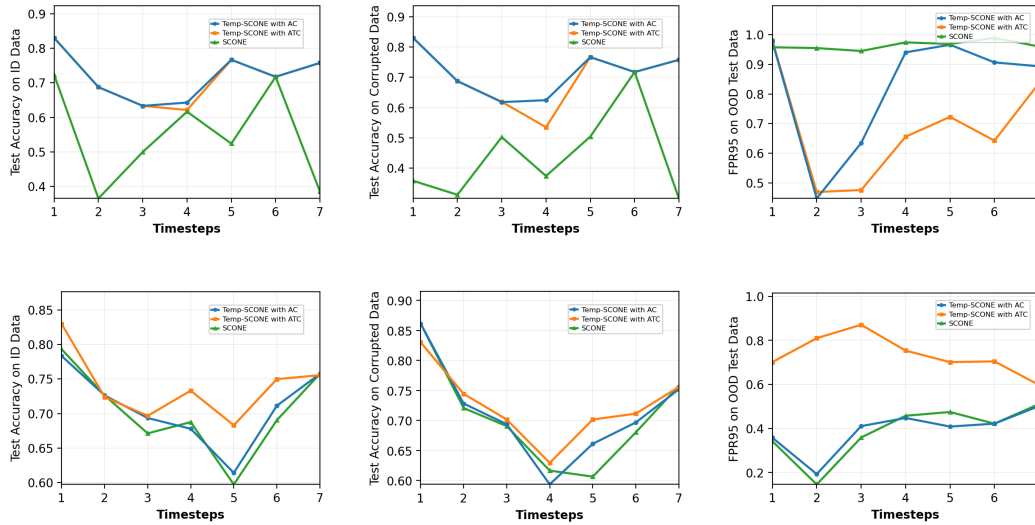 Test Accuracy on ID Data
0.9
0.8
0.7
0.6
0.5
0.4
Temp-SCONE with AC
Temp-SCONE with ATC
SCONE
1 2 3 4 5 6 7
Timesteps
Test Accuracy on Corrupted Data
0.9
0.8
0.7
0.6
0.5
0.4
Temp-SCONE with AC
Temp-SCONE with ATC
SCONE
1 2 3 4 5 6 7
Timesteps
FPR95 on OOD Test Data
1.0
0.9
0.8
0.7
0.6
0.5
Temp-SCONE with AC
Temp-SCONE with ATC
SCONE
1 2 3 4 5 6
Timesteps
Test Accuracy on ID Data
0.85
0.80
0.75
0.70
0.65
0.60
Temp-SCONE with AC
Temp-SCONE with ATC
SCONE
1 2 3 4 5 6 7
Timesteps
Test Accuracy on Corrupted Data
0.90
0.85
0.80
0.75
0.70
0.65
0.60
Temp-SCONE with AC
Temp-SCONE with ATC
SCONE
1 2 3 4 5 6 7
Timesteps
FPR95 on OOD Test Data
1.0
0.8
0.6
0.4
0.2
Temp-SCONE with AC
Temp-SCONE with ATC
SCONE
1 2 3 4 5 6
Timesteps